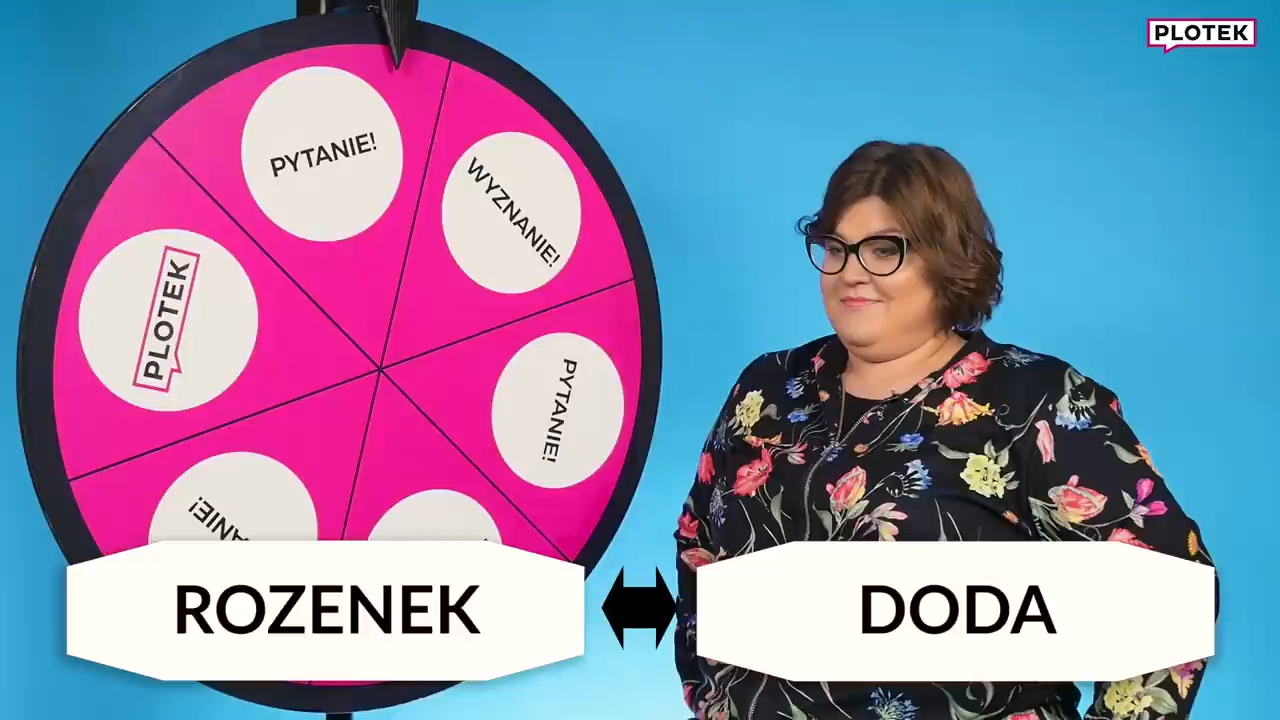 PLOTEK
PYTANIE!
WYZNANIE!
PLOTEK
PYTANIE!
ROZENEK
DODA